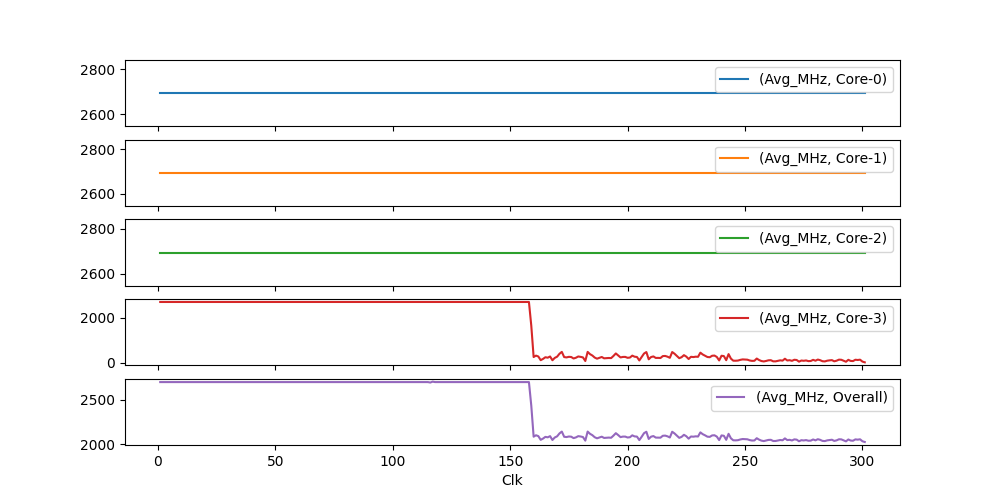 2800
(Avg_MHz, Core-0)
2600
2800
(Avg_MHz, Core-1)
2600
2800
(Avg_MHz, Core-2)
2600
2000
(Avg_MHz, Core-3)
0
2500
(Avg_MHz, Overall)
2000
0 50 100 150 200 250 300
Clk